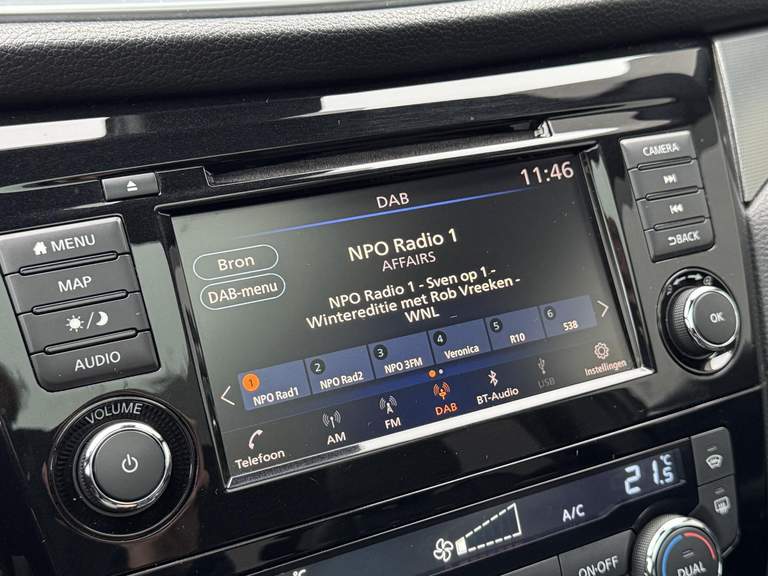 11:46
DAB
Bron
DAB-menu
NPO Radio 1
AFFAIRS
NPO Radio 1 - Sven op 1 -
Wintereditie met Rob Vreeken -
WNL
1 NPO Rad1
2 NPO Rad2
3 NPO 3FM
4 Veronica
5 R10
6 538
Telefoon
AM
FM
DAB
BT-Audio
USB
Instellingen
MENU
MAP
AUDIO
VOLUME
CAMERA
BACK
OK
A/C
21.5 °C
°C
ON·OFF
DUAL